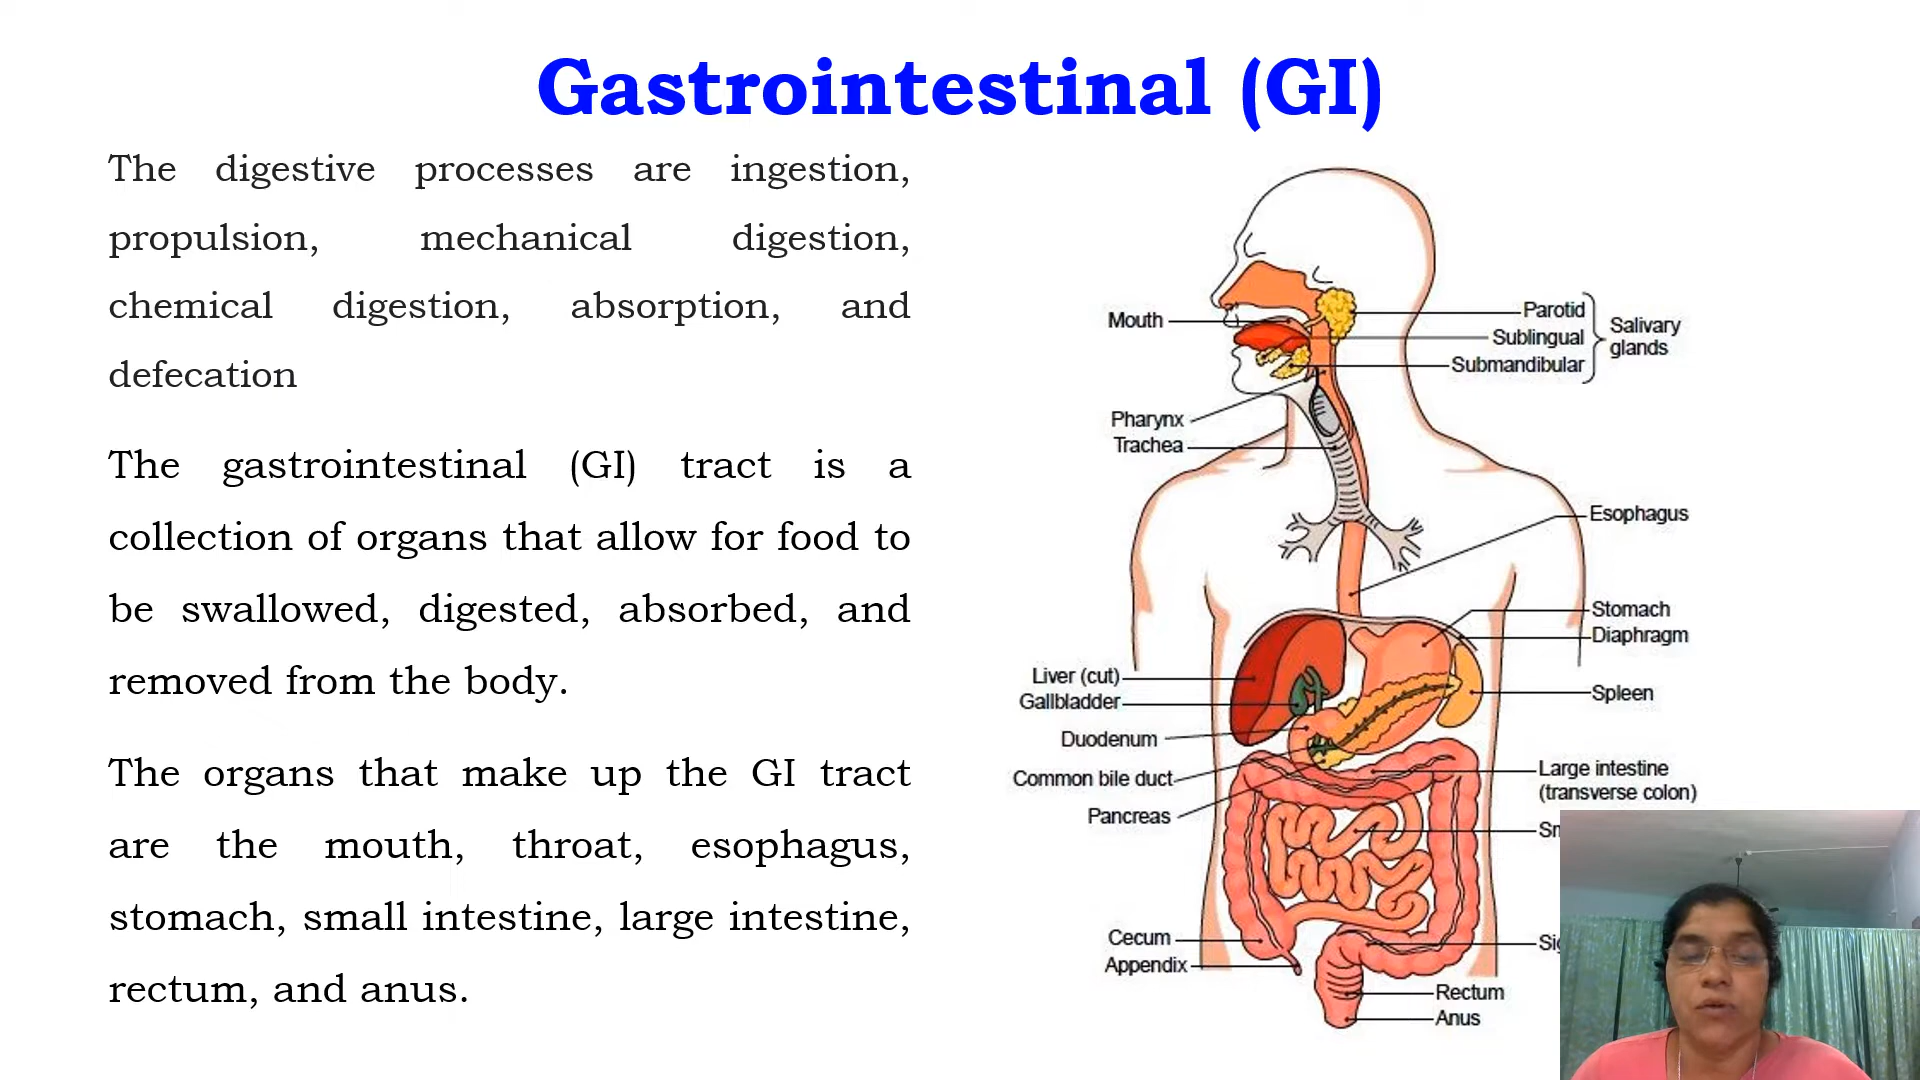 Gastrointestinal (GI)
The digestive processes are ingestion,
propulsion, mechanical digestion,
chemical digestion, absorption, and
defecation
The gastrointestinal (GI) tract is a
collection of organs that allow for food to
be swallowed, digested, absorbed, and
removed from the body.
The organs that make up the GI tract
are the mouth, throat, esophagus,
stomach, small intestine, large intestine,
rectum, and anus.
Mouth
Parotid
Sublingual
Submandibular
Salivary
glands
Pharynx
Trachea
Esophagus
Stomach
Diaphragm
Liver (cut)
Gallbladder
Spleen
Duodenum
Common bile duct
Pancreas
Large intestine
(transverse colon)
Cecum
Appendix
Rectum
Anus